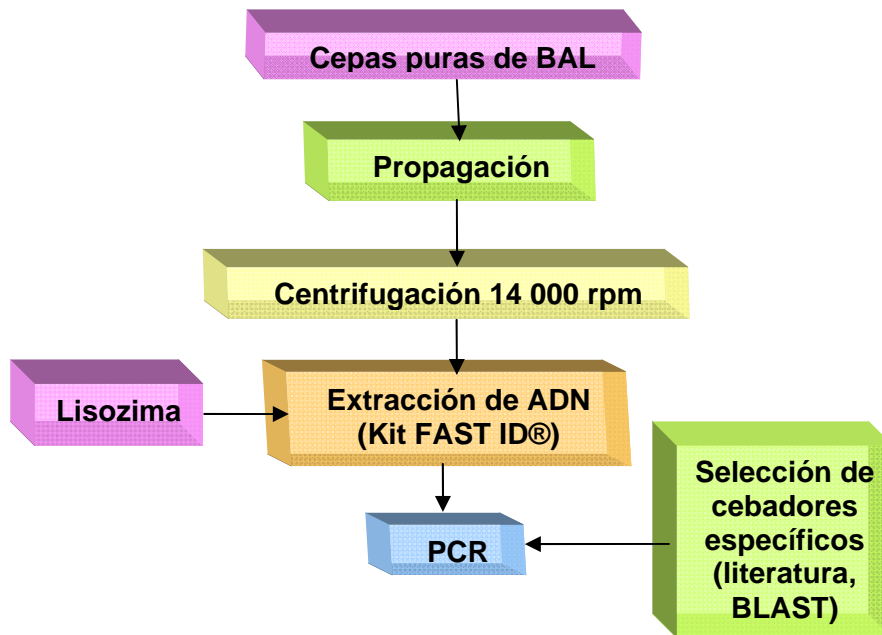 Cepas puras de BAL
Propagación
Centrifugación 14 000 rpm
Lisozima
Extracción de ADN
(Kit FAST ID®)
Selección de
cebadores
específicos
(literatura,
BLAST)
PCR